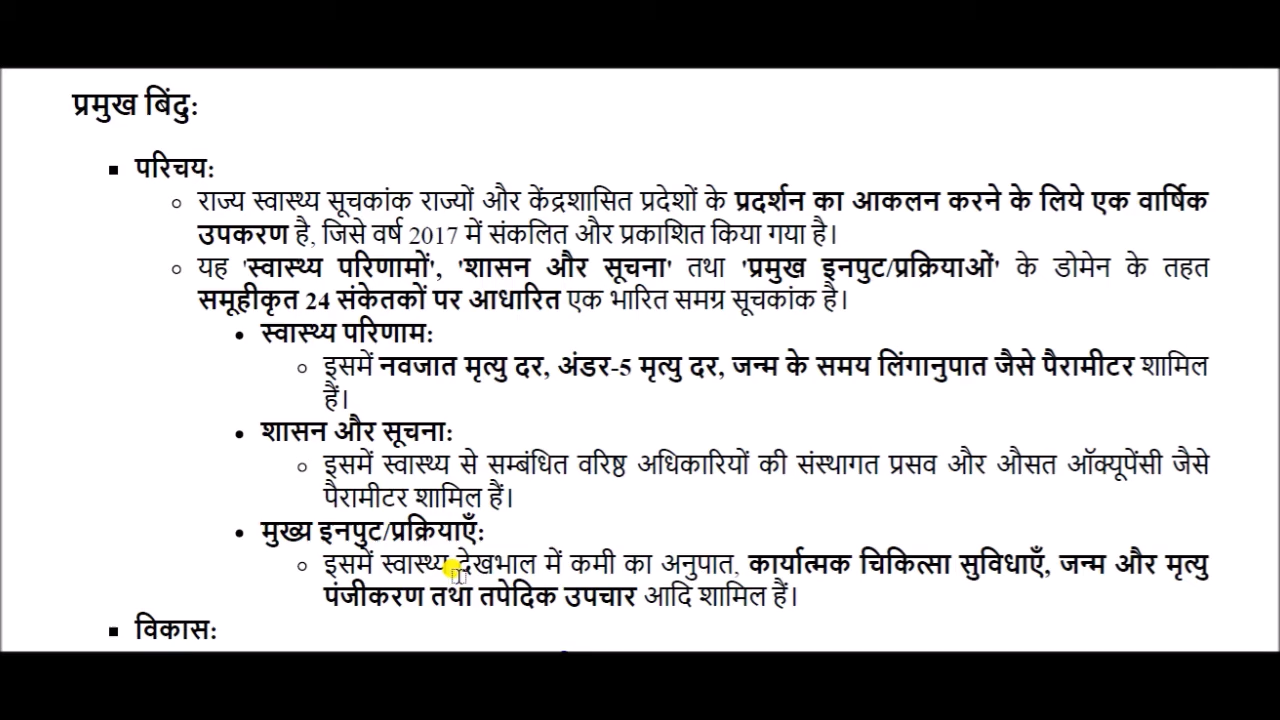 प्रमुख बिंदु:
परिचय:
राज्य स्वास्थ्य सूचकांक राज्यों और केंद्रशासित प्रदेशों के प्रदर्शन का आकलन करने के लिये एक वार्षिक
उपकरण है, जिसे वर्ष 2017 में संकलित और प्रकाशित किया गया है।
यह 'स्वास्थ्य परिणामों', 'शासन और सूचना' तथा 'प्रमुख इनपुट/प्रक्रियाओं' के डोमेन के तहत
समूहीकृत 24 संकेतकों पर आधारित एक भारित समग्र सूचकांक है।
स्वास्थ्य परिणाम:
इसमें नवजात मृत्यु दर, अंडर-5 मृत्यु दर, जन्म के समय लिंगानुपात जैसे पैरामीटर शामिल
हैं।
शासन और सूचना:
इसमें स्वास्थ्य से सम्बंधित वरिष्ठ अधिकारियों की संस्थागत प्रसव और औसत ऑक्यूपेंसी जैसे
पैरामीटर शामिल हैं।
मुख्य इनपुट/प्रक्रियाएँ:
इसमें स्वास्थ्य देखभाल में कमी का अनुपात, कार्यात्मक चिकित्सा सुविधाएँ, जन्म और मृत्यु
पंजीकरण तथा तपेदिक उपचार आदि शामिल हैं।
विकास: